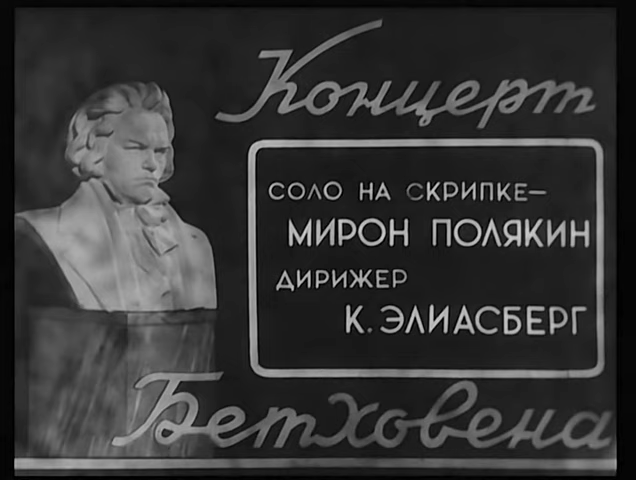 Концерт
СОЛО НА СКРИПКЕ—
МИРОН ПОЛЯКИН
ДИРИЖЕР
К. ЭЛИАСБЕРГ
Бетховена